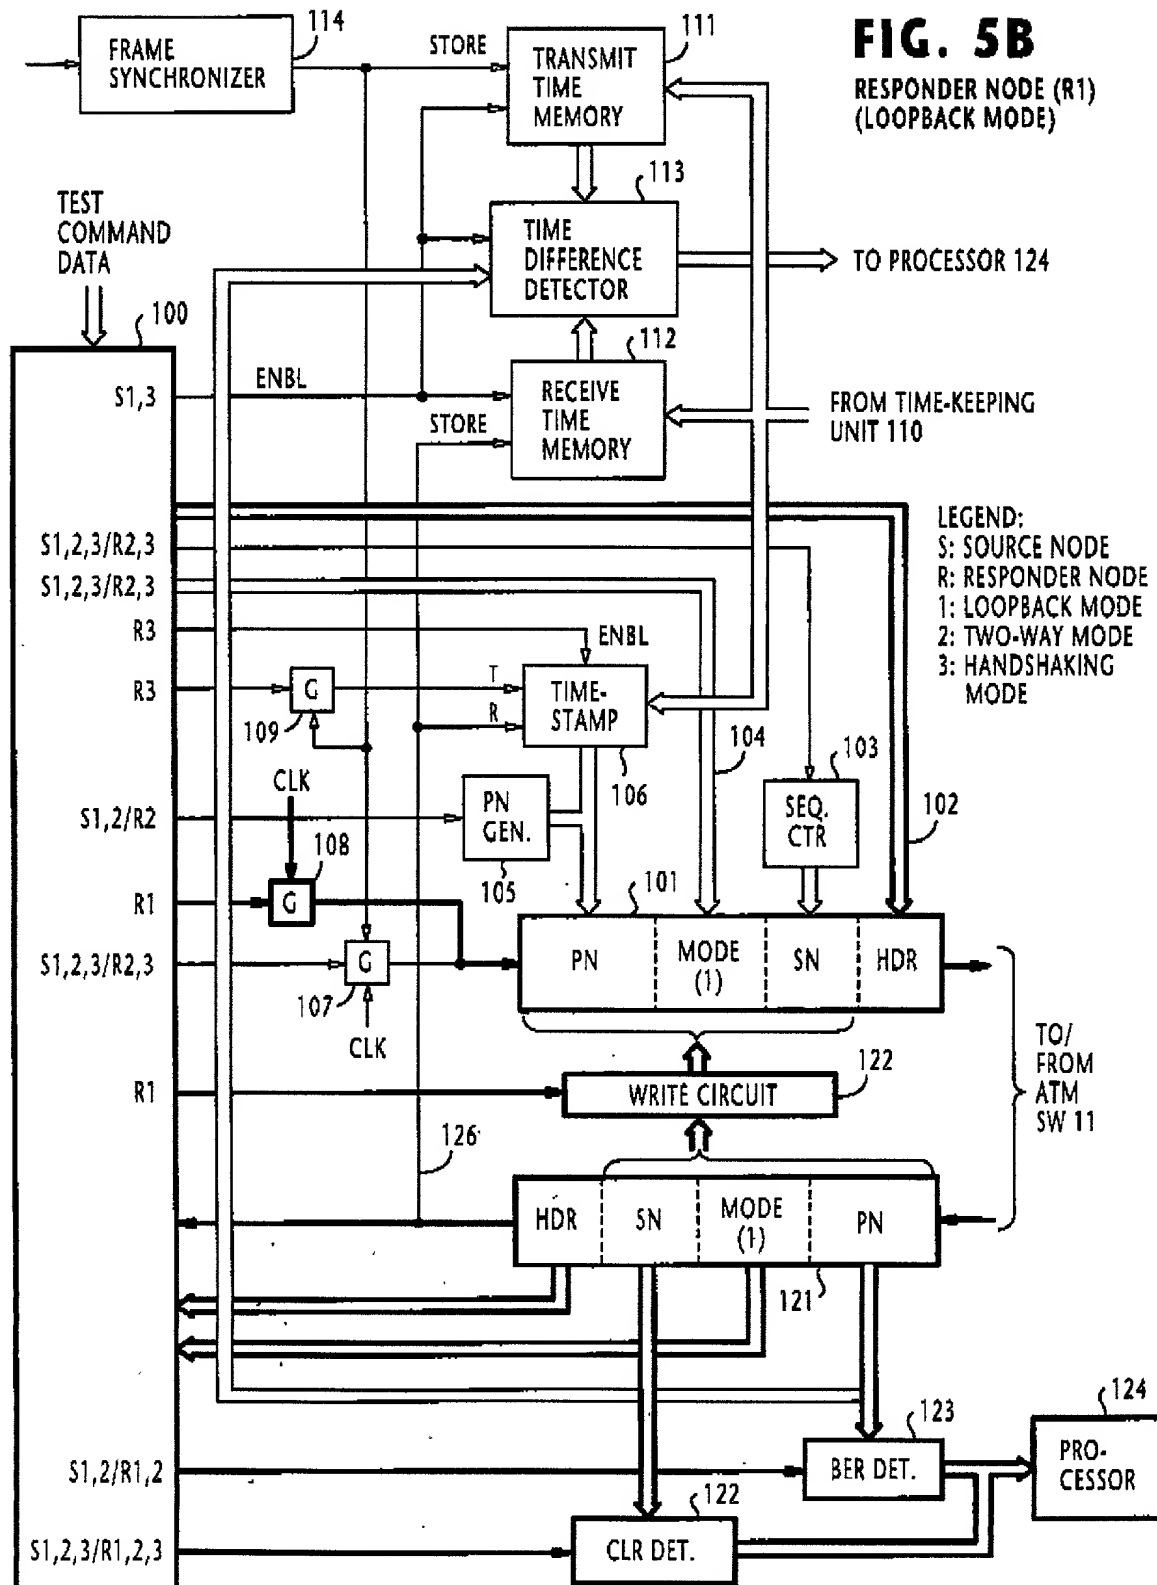 114
FRAME
SYNCHRONIZER
STORE
111
TRANSMIT
TIME
MEMORY
FIG. 5B
RESPONDER NODE (R1)
(LOOPBACK MODE)
TEST
COMMAND
DATA
113
TIME
DIFFERENCE
DETECTOR
TO PROCESSOR 124
100
112
S1,3
ENBL
RECEIVE
TIME
MEMORY
STORE
FROM TIME-KEEPING
UNIT 110
LEGEND:
S: SOURCE NODE
R: RESPONDER NODE
1: LOOPBACK MODE
2: TWO-WAY MODE
3: HANDSHAKING
MODE
S1,2,3/R2,3
S1,2,3/R2,3
R3
ENBL
R3
G
109
T
R
TIME-
STAMP
106
104
103
SEQ.
CTR
102
CLK
S1,2/R2
PN
GEN.
105
108
R1
G
101
S1,2,3/R2,3
G
107
CLK
PN
MODE
(1)
SN
HDR
TO/
FROM
ATM
SW 11
R1
WRITE CIRCUIT
122
126
HDR
SN
MODE
(1)
PN
121
123
124
S1,2/R1,2
BER DET.
PRO-
CESSOR
122
S1,2,3/R1,2,3
CLR DET.